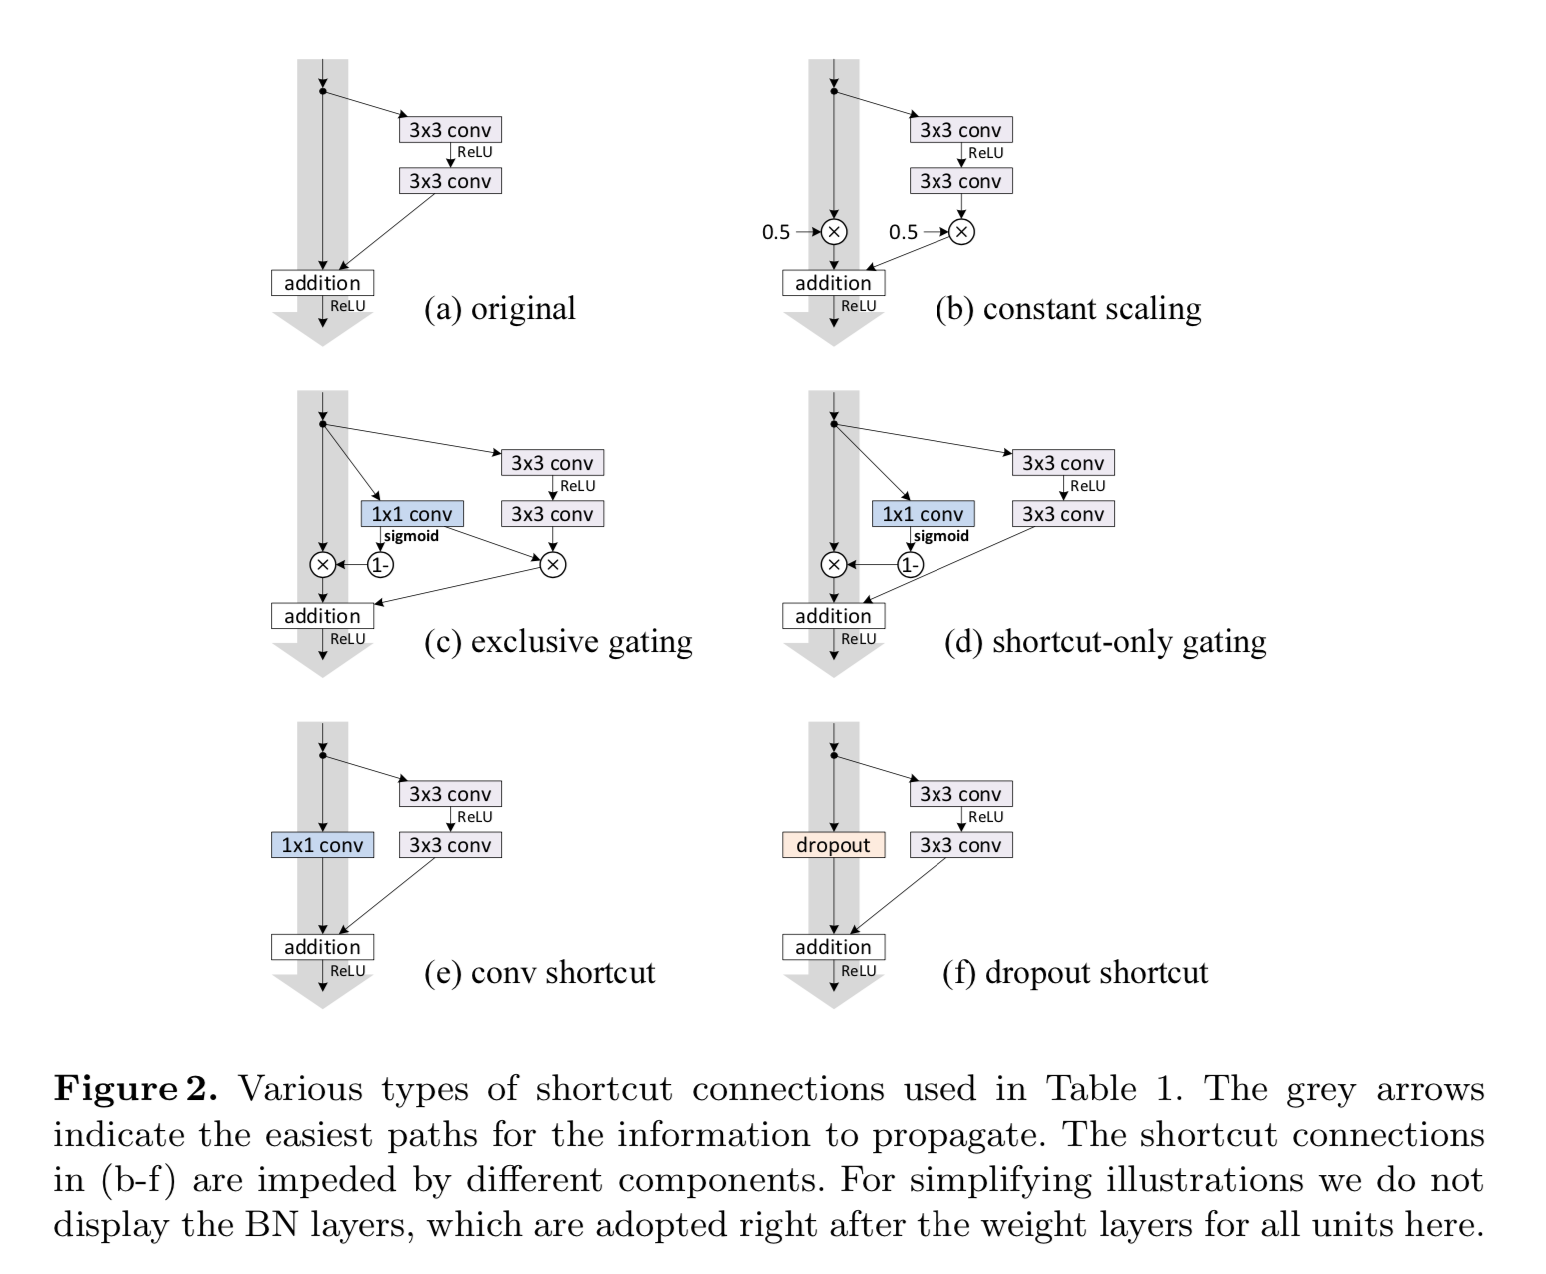 3x3 conv
ReLU
3x3 conv
addition
ReLU
(a) original
3x3 conv
ReLU
3x3 conv
0.5
×
0.5
×
addition
ReLU
(b) constant scaling
3x3 conv
ReLU
1x1 conv
3x3 conv
sigmoid
×
1-
×
addition
ReLU
(c) exclusive gating
3x3 conv
ReLU
1x1 conv
3x3 conv
sigmoid
×
1-
addition
ReLU
(d) shortcut-only gating
3x3 conv
ReLU
1x1 conv
3x3 conv
addition
ReLU
(e) conv shortcut
3x3 conv
ReLU
dropout
3x3 conv
addition
ReLU
(f) dropout shortcut
Figure 2. Various types of shortcut connections used in Table 1. The grey arrows
indicate the easiest paths for the information to propagate. The shortcut connections
in (b-f) are impeded by different components. For simplifying illustrations we do not
display the BN layers, which are adopted right after the weight layers for all units here.